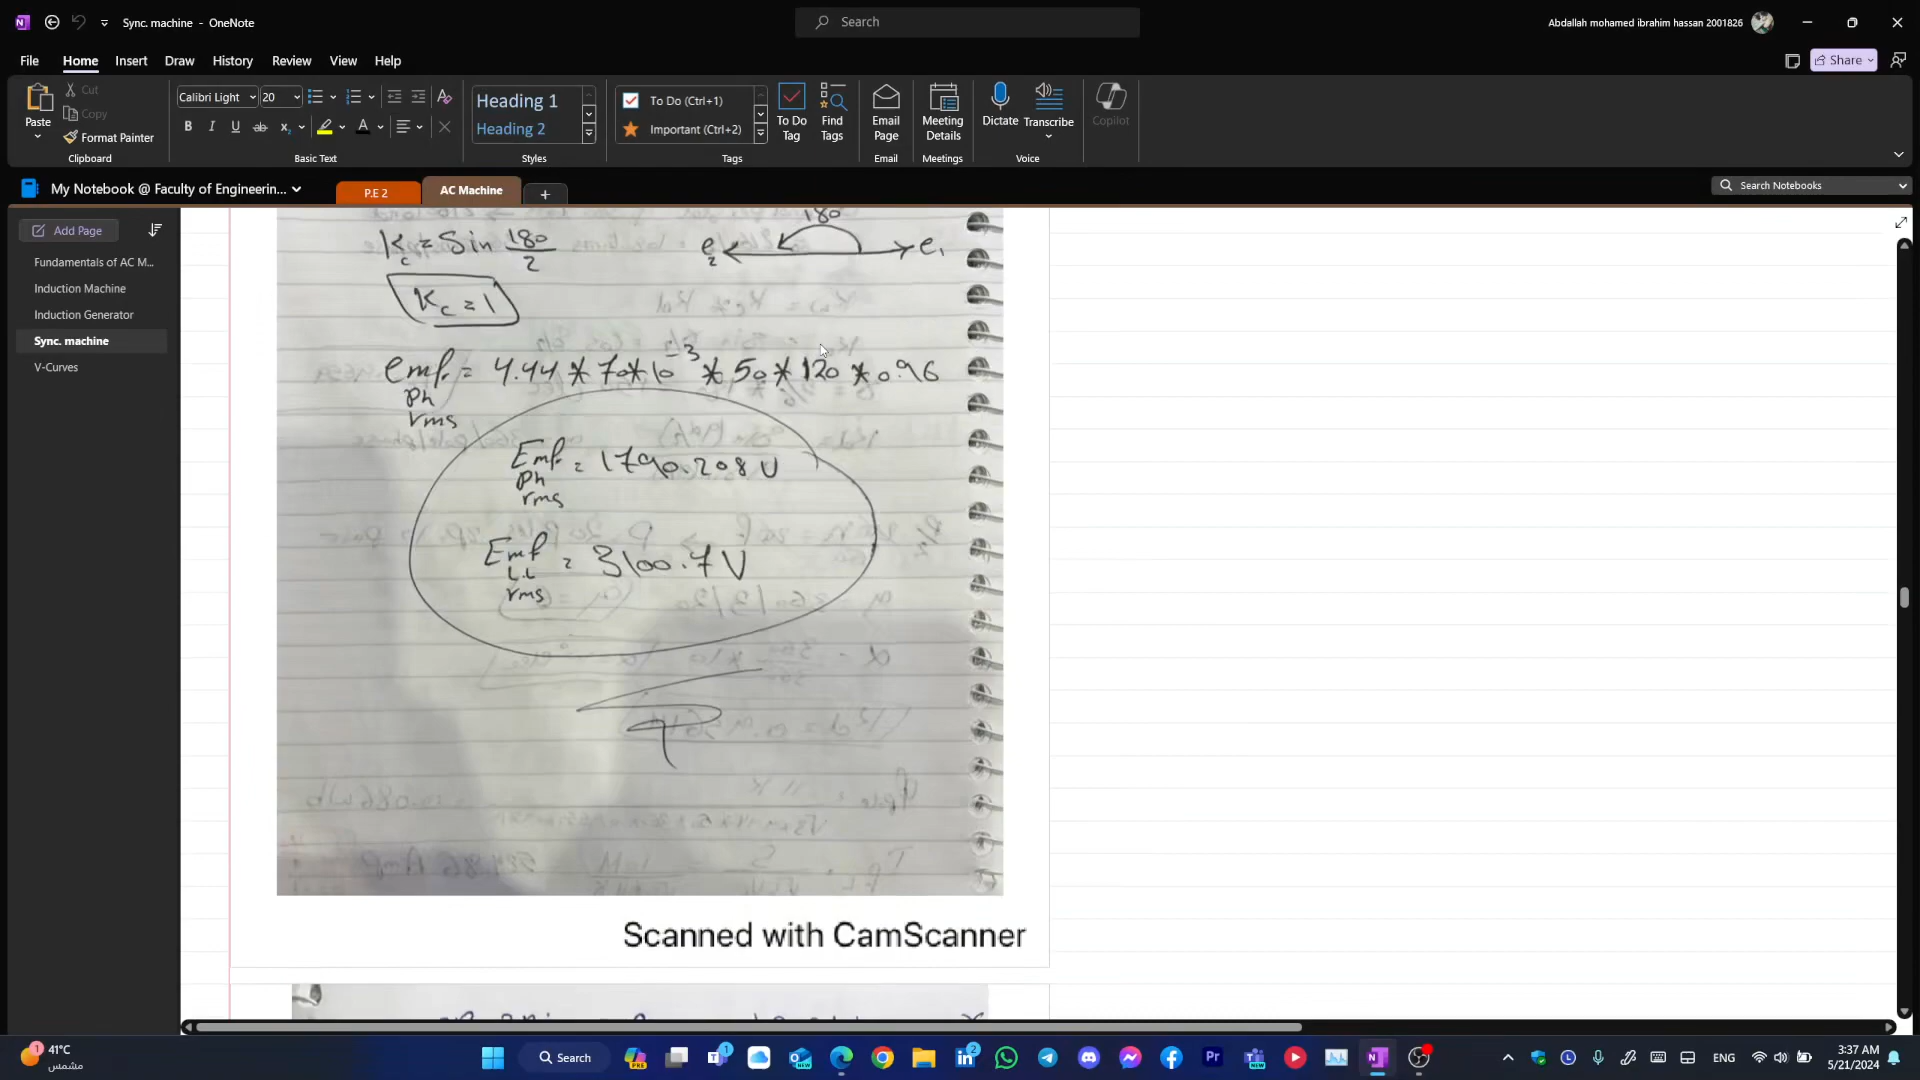 Sync. machine - OneNote
Search
Abdallah mohamed ibrahim hassan 2001826
File Home Insert Draw History Review View Help
Share
Paste
Cut
Copy
Format Painter
Clipboard
Calibri Light 20
Basic Text
Heading 1
Heading 2
Styles
To Do (Ctrl+1)
Important (Ctrl+2)
Tags
To Do Tag
Find Tags
Email Page
Email
Meeting Details
Meetings
Dictate
Transcribe
Voice
Copilot
My Notebook @ Faculty of Engineerin...
P.E 2
AC Machine
Search Notebooks
Add Page
Fundamentals of AC M...
Induction Machine
Induction Generator
Sync. machine
V-Curves
180
Kc = Sin 180/2
e2 e1
Kc = 1
emf ph rms = 4.44 * 70*10^-3 * 50 * 120 * 0.96
Emf ph rms = 1790.208 V
Emf L.L rms = 3100.7 V
Scanned with CamScanner
41°C
مشمس
Search
ENG
3:37 AM
5/21/2024